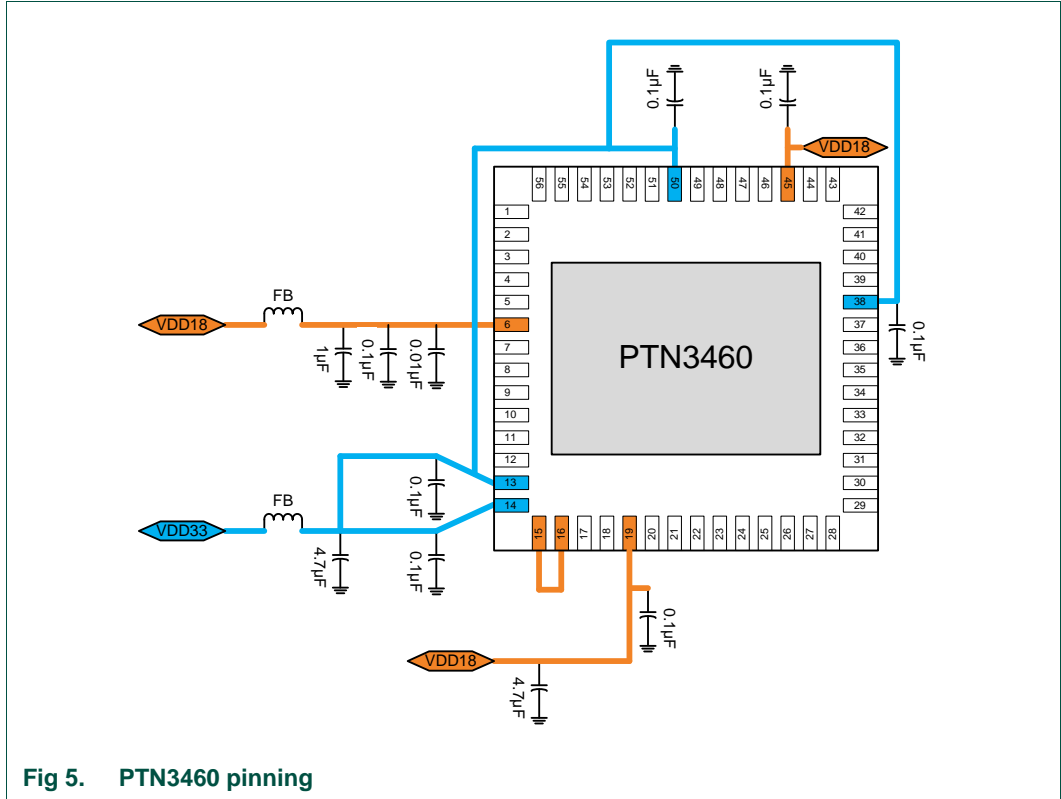 0.1µF
0.1µF
VDD18
56 55 54 53 52 51 50 49 48 47 46 45 44 43
1
2
3
4
5
6
7
8
9
10
11
12
13
14
42
41
40
39
38
37
36
35
34
33
32
31
30
29
0.1µF
PTN3460
FB
VDD18
1µF
0.1µF
0.01µF
FB
VDD33
0.1µF
4.7µF
0.1µF
15 16 17 18 19 20 21 22 23 24 25 26 27 28
0.1µF
VDD18
4.7µF
Fig 5. PTN3460 pinning